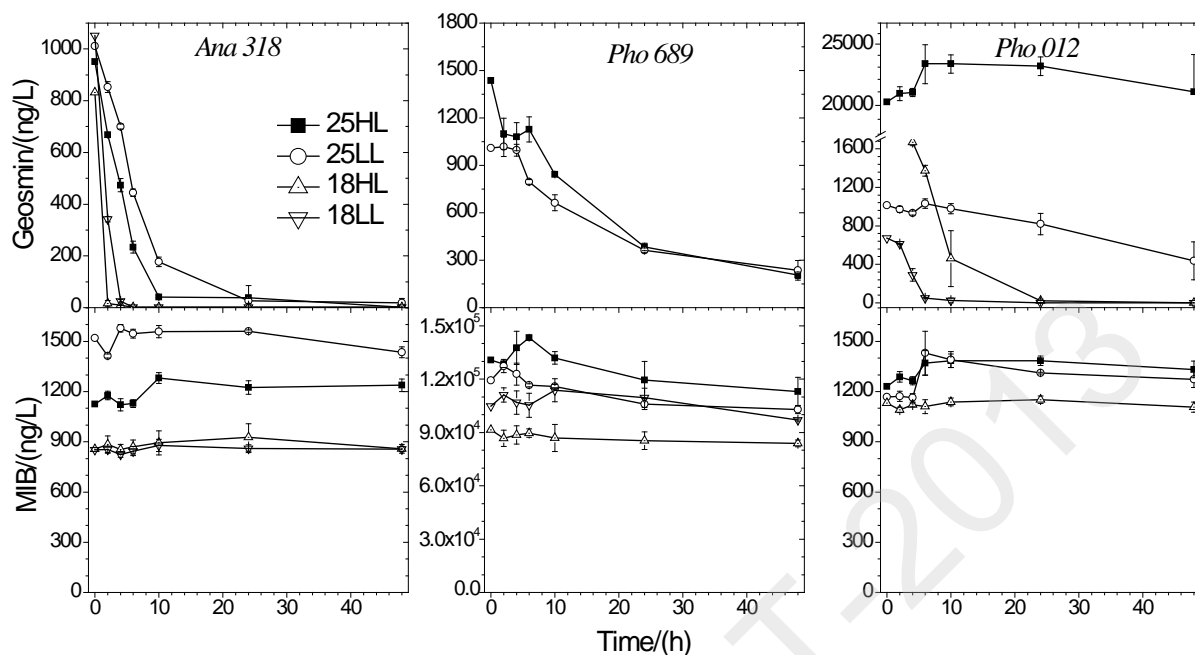 Ana 318
Pho 689
Pho 012
25HL
25LL
18HL
18LL
Geosmin/(ng/L)
1000
800
600
400
200
0
1800
1500
1200
900
600
300
0
25000
20000
1600
1200
800
400
0
MIB/(ng/L)
1500
1200
900
600
300
0
1.5x10⁵
1.2x10⁵
9.0x10⁴
6.0x10⁴
3.0x10⁴
0.0
1500
1200
900
600
300
0
0 10 20 30 40
0 10 20 30 40
0 10 20 30 40
Time/(h)
T-2013